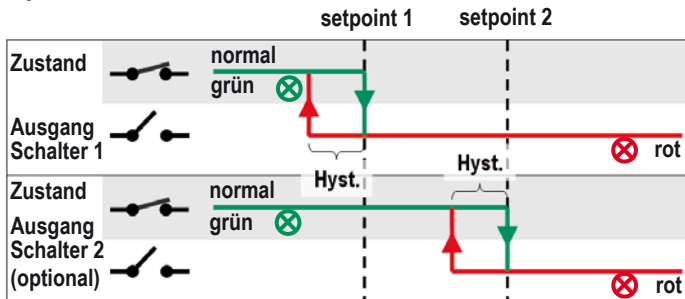 setpoint 1 setpoint 2
Zustand
normal
grün
Ausgang
Schalter 1
rot
Hyst.
Hyst.
Zustand
normal
grün
Ausgang
Schalter 2
(optional)
rot